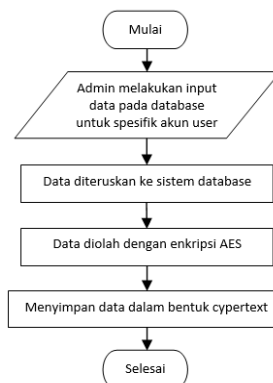 Mulai
Admin melakukan input
data pada database
untuk spesifik akun user
Data diteruskan ke sistem database
Data diolah dengan enkripsi AES
Menyimpan data dalam bentuk cypertext
Selesai